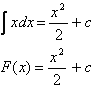 ∫xdx = x²/2 + c
F(x) = x²/2 + c